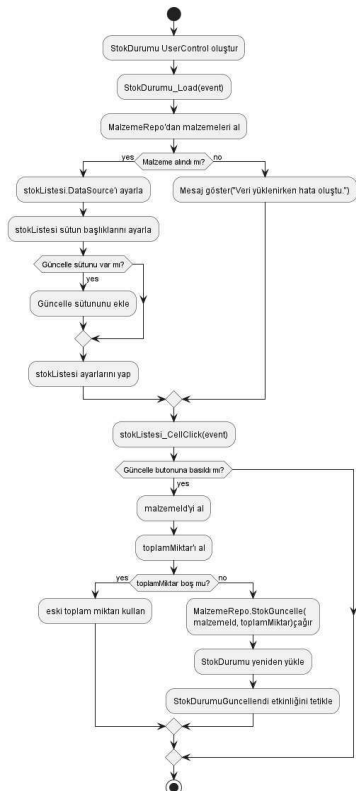 StokDurumu UserControl oluştur
StokDurumu_Load(event)
MalzemeRepo'dan malzemeleri al
yes
Malzeme alındı mı?
no
stokListesi.DataSource'i ayarla
Mesaj göster("Veri yüklenirken hata oluştu.")
stokListesi sütun başlıklarını ayarla
Güncelle sütunu var mı?
yes
Güncelle sütununu ekle
stokListesi ayarlarını yap
stokListesi_CellClick(event)
Güncelle butonuna basıldı mı?
yes
malzemeId'yi al
toplamMiktar'ı al
yes
toplamMiktar boş mu?
no
eski toplam miktarı kullan
MalzemeRepo.StokGuncelle(
malzemeId, toplamMiktar)çağır
StokDurumu yeniden yükle
StokDurumuGuncellendi etkinliğini tetikle